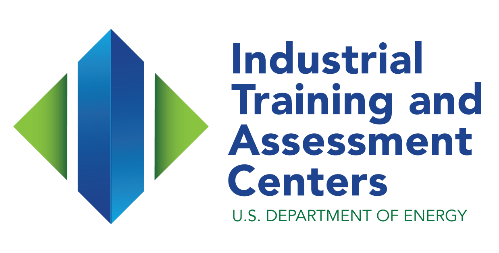 Industrial
Training and
Assessment
Centers
U.S. DEPARTMENT OF ENERGY